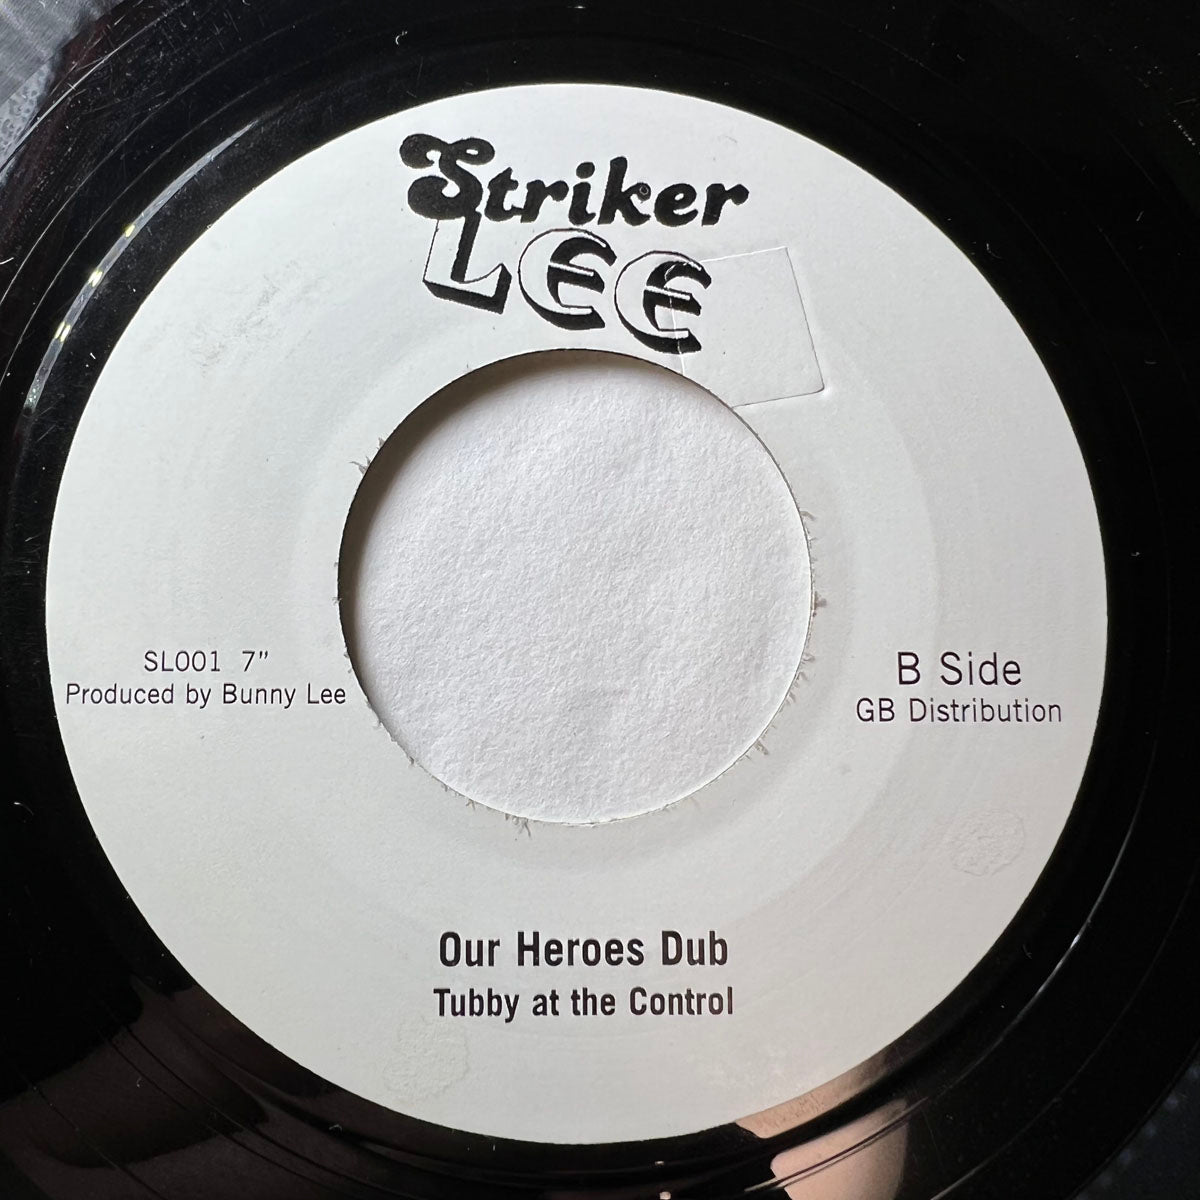 Striker
LEE
SL001 7"
Produced by Bunny Lee
B Side
GB Distribution
Our Heroes Dub
Tubby at the Control